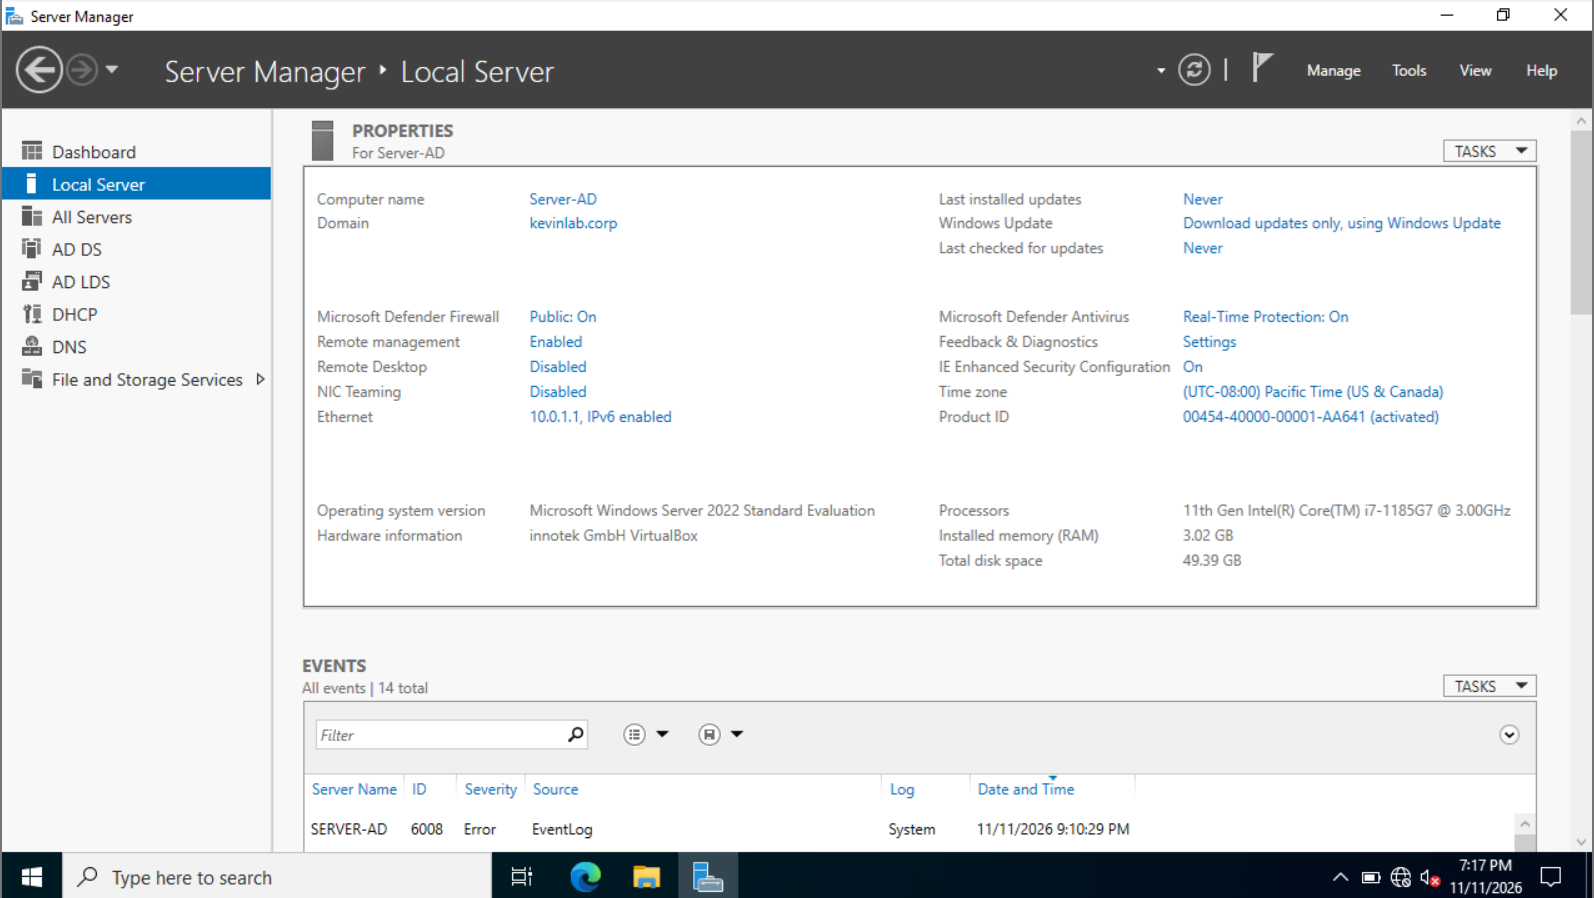 Server Manager
Server Manager ‣ Local Server
Manage Tools View Help
Dashboard
Local Server
All Servers
AD DS
AD LDS
DHCP
DNS
File and Storage Services
PROPERTIES
For Server-AD
TASKS
Computer name Server-AD
Domain kevinlab.corp
Last installed updates Never
Windows Update Download updates only, using Windows Update
Last checked for updates Never
Microsoft Defender Firewall Public: On
Remote management Enabled
Remote Desktop Disabled
NIC Teaming Disabled
Ethernet 10.0.1.1, IPv6 enabled
Microsoft Defender Antivirus Real-Time Protection: On
Feedback & Diagnostics Settings
IE Enhanced Security Configuration On
Time zone (UTC-08:00) Pacific Time (US & Canada)
Product ID 00454-40000-00001-AA641 (activated)
Operating system version Microsoft Windows Server 2022 Standard Evaluation
Hardware information innotek GmbH VirtualBox
Processors 11th Gen Intel(R) Core(TM) i7-1185G7 @ 3.00GHz
Installed memory (RAM) 3.02 GB
Total disk space 49.39 GB
EVENTS
All events | 14 total
TASKS
Filter
Server Name ID Severity Source Log Date and Time
SERVER-AD 6008 Error EventLog System 11/11/2026 9:10:29 PM
Type here to search
7:17 PM
11/11/2026